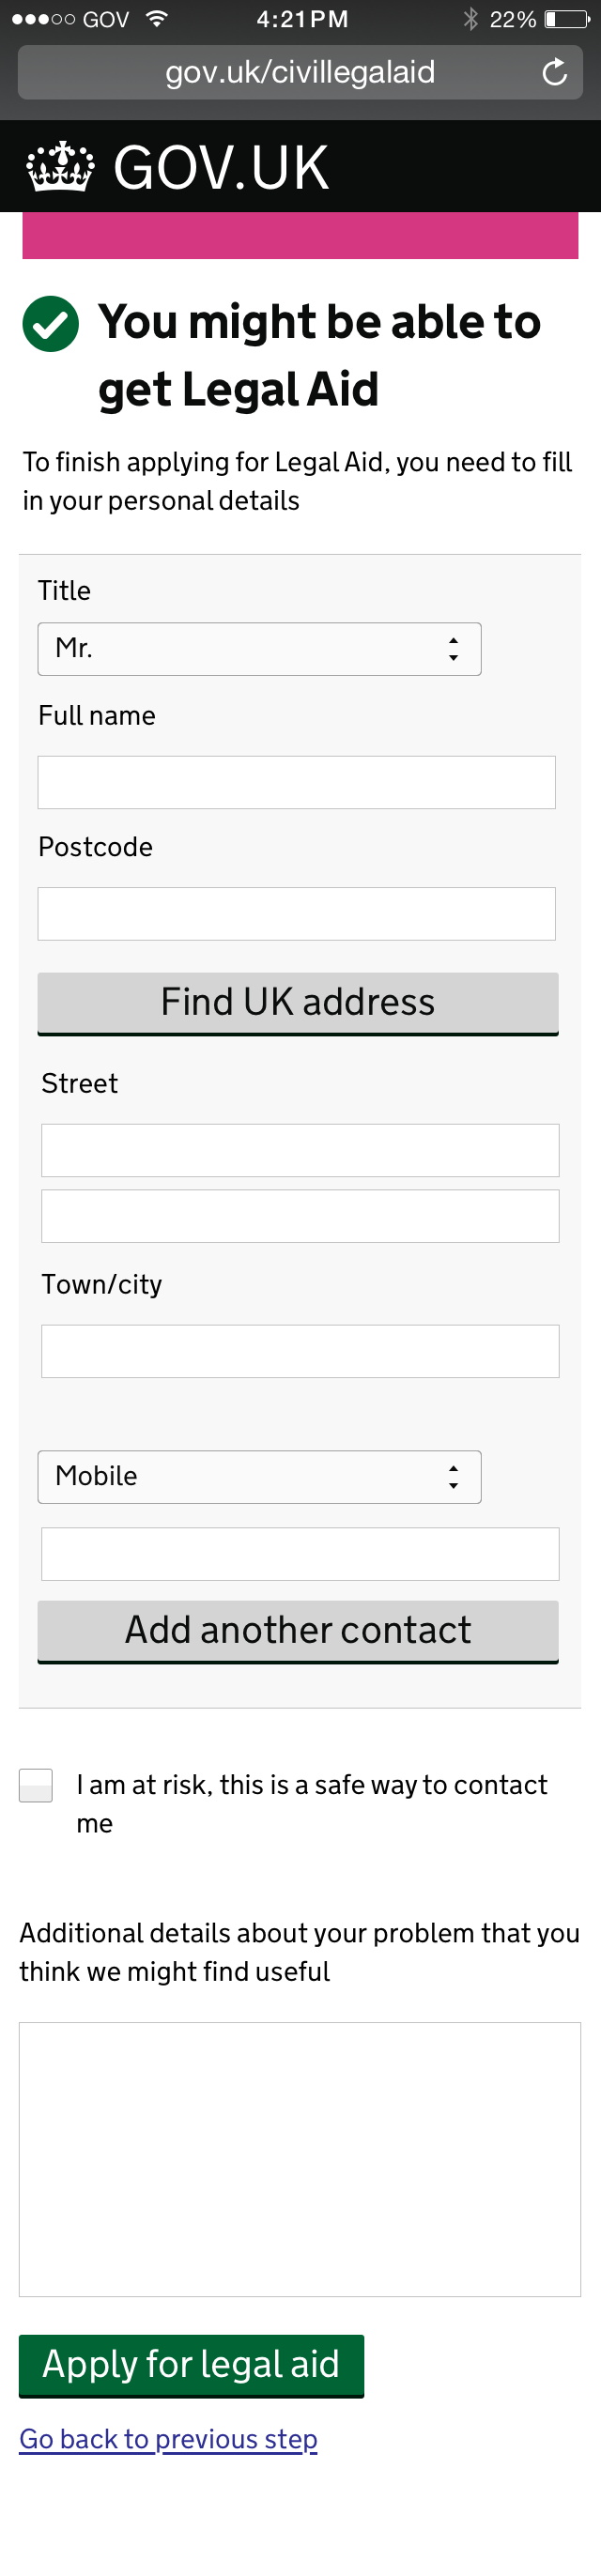 GOV 4:21PM 22%
gov.uk/civillegalaid
GOV.UK
You might be able to
get Legal Aid
To finish applying for Legal Aid, you need to fill
in your personal details
Title
Mr.
Full name
Postcode
Find UK address
Street
Town/city
Mobile
Add another contact
I am at risk, this is a safe way to contact
me
Additional details about your problem that you
think we might find useful
Apply for legal aid
Go back to previous step